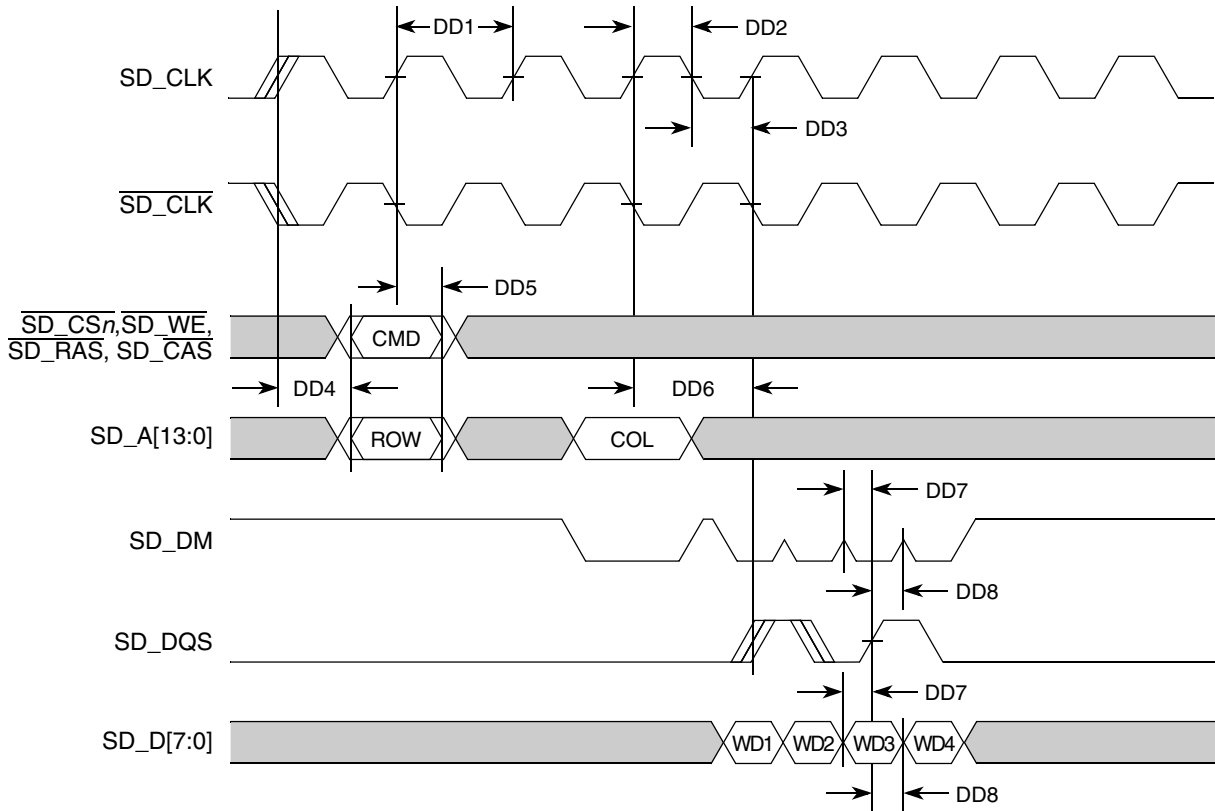 DD1
DD2
SD_CLK
DD3
SD_CLK
DD5
SD_CSn,SD_WE,
SD_RAS, SD_CAS
CMD
DD4
DD6
SD_A[13:0]
ROW
COL
DD7
SD_DM
DD8
SD_DQS
DD7
SD_D[7:0]
WD1
WD2
WD3
WD4
DD8